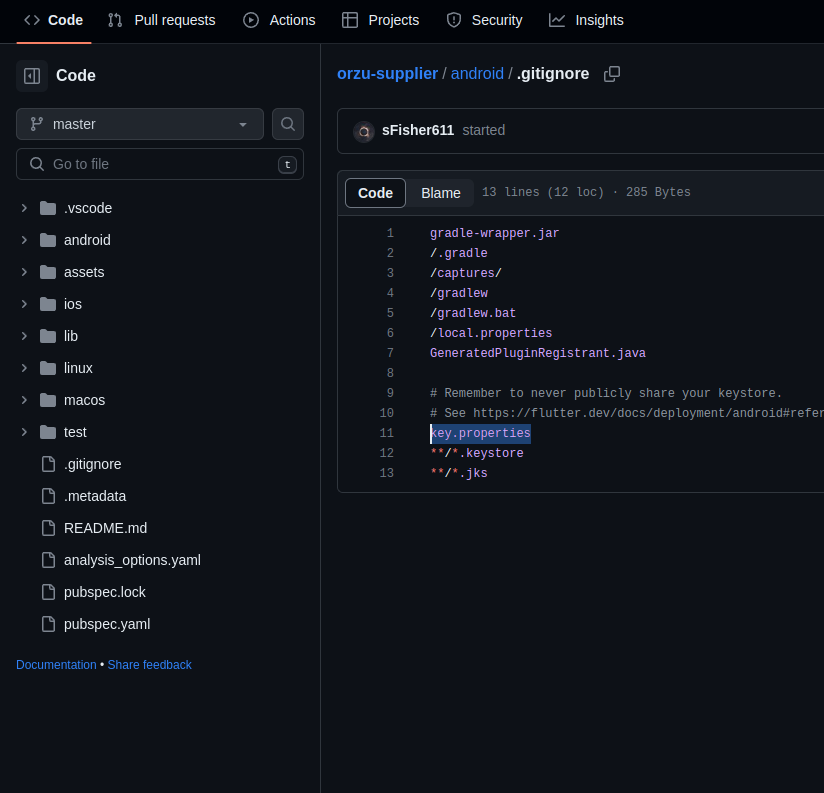 Code Pull requests Actions Projects Security Insights
Code
master
Go to file t
.vscode
android
assets
ios
lib
linux
macos
test
.gitignore
.metadata
README.md
analysis_options.yaml
pubspec.lock
pubspec.yaml
Documentation • Share feedback
orzu-supplier / android / .gitignore
sFisher611 started
Code Blame 13 lines (12 loc) · 285 Bytes
1 gradle-wrapper.jar
2 /.gradle
3 /captures/
4 /gradlew
5 /gradlew.bat
6 /local.properties
7 GeneratedPluginRegistrant.java
8
9 # Remember to never publicly share your keystore.
10 # See https://flutter.dev/docs/deployment/android#refer
11 key.properties
12 **/*.keystore
13 **/*.jks